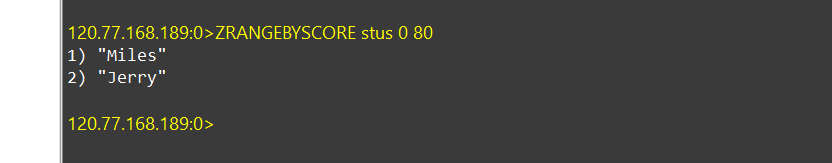 120.77.168.189:0>ZRANGEBYSCORE stus 0 80
1) "Miles"
2) "Jerry"
120.77.168.189:0>